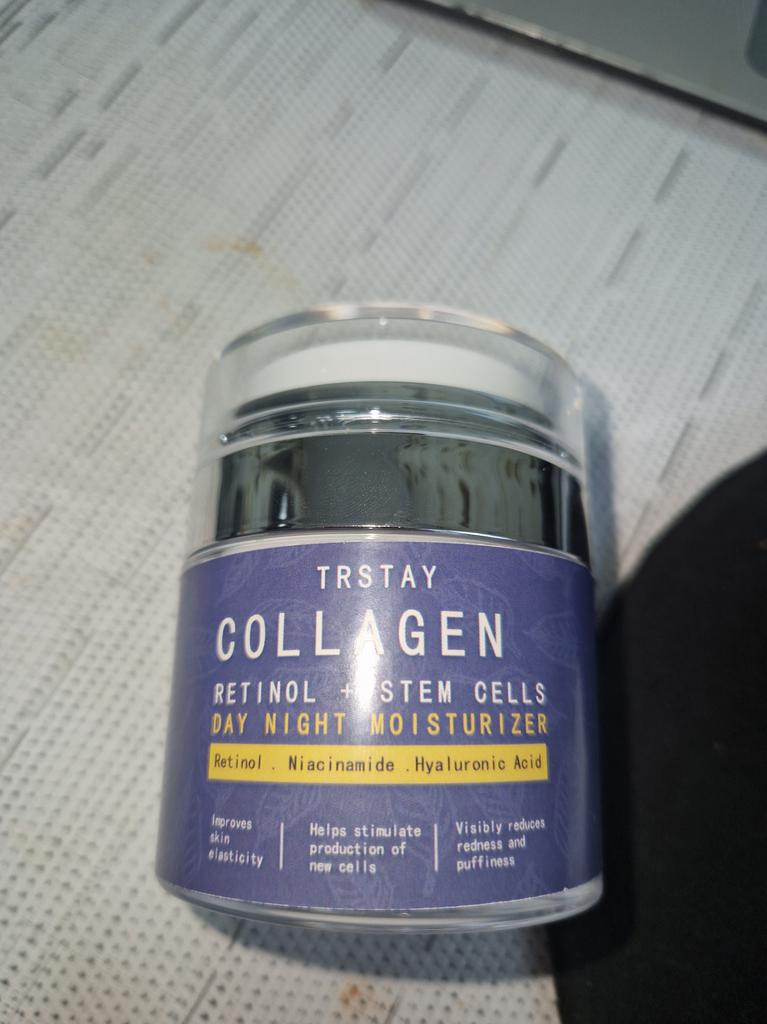 TRSTAY
COLLAGEN
RETINOL + STEM CELLS
DAY NIGHT MOISTURIZER
Retinol . Niacinamide .Hyaluronic Acid
Improves
skin
elasticity
Helps stimulate
production of
new cells
Visibly reduces
redness and
puffiness